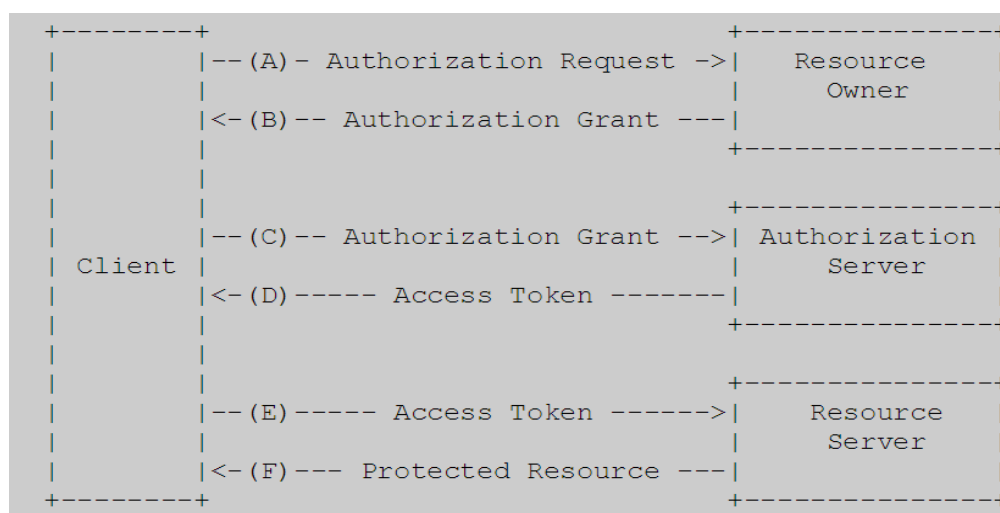 +--------+                               +----------------
|        |--(A)- Authorization Request ->|   Resource
|        |                               |     Owner
|        |<-(B)-- Authorization Grant ---|
|        |                               +----------------
|        |
|        |                               +----------------
|        |--(C)-- Authorization Grant -->| Authorization
| Client |                               |     Server
|        |<-(D)----- Access Token -------|
|        |                               +----------------
|        |
|        |                               +----------------
|        |--(E)----- Access Token ------>|    Resource
|        |                               |     Server
|        |<-(F)--- Protected Resource ---|
+--------+                               +----------------